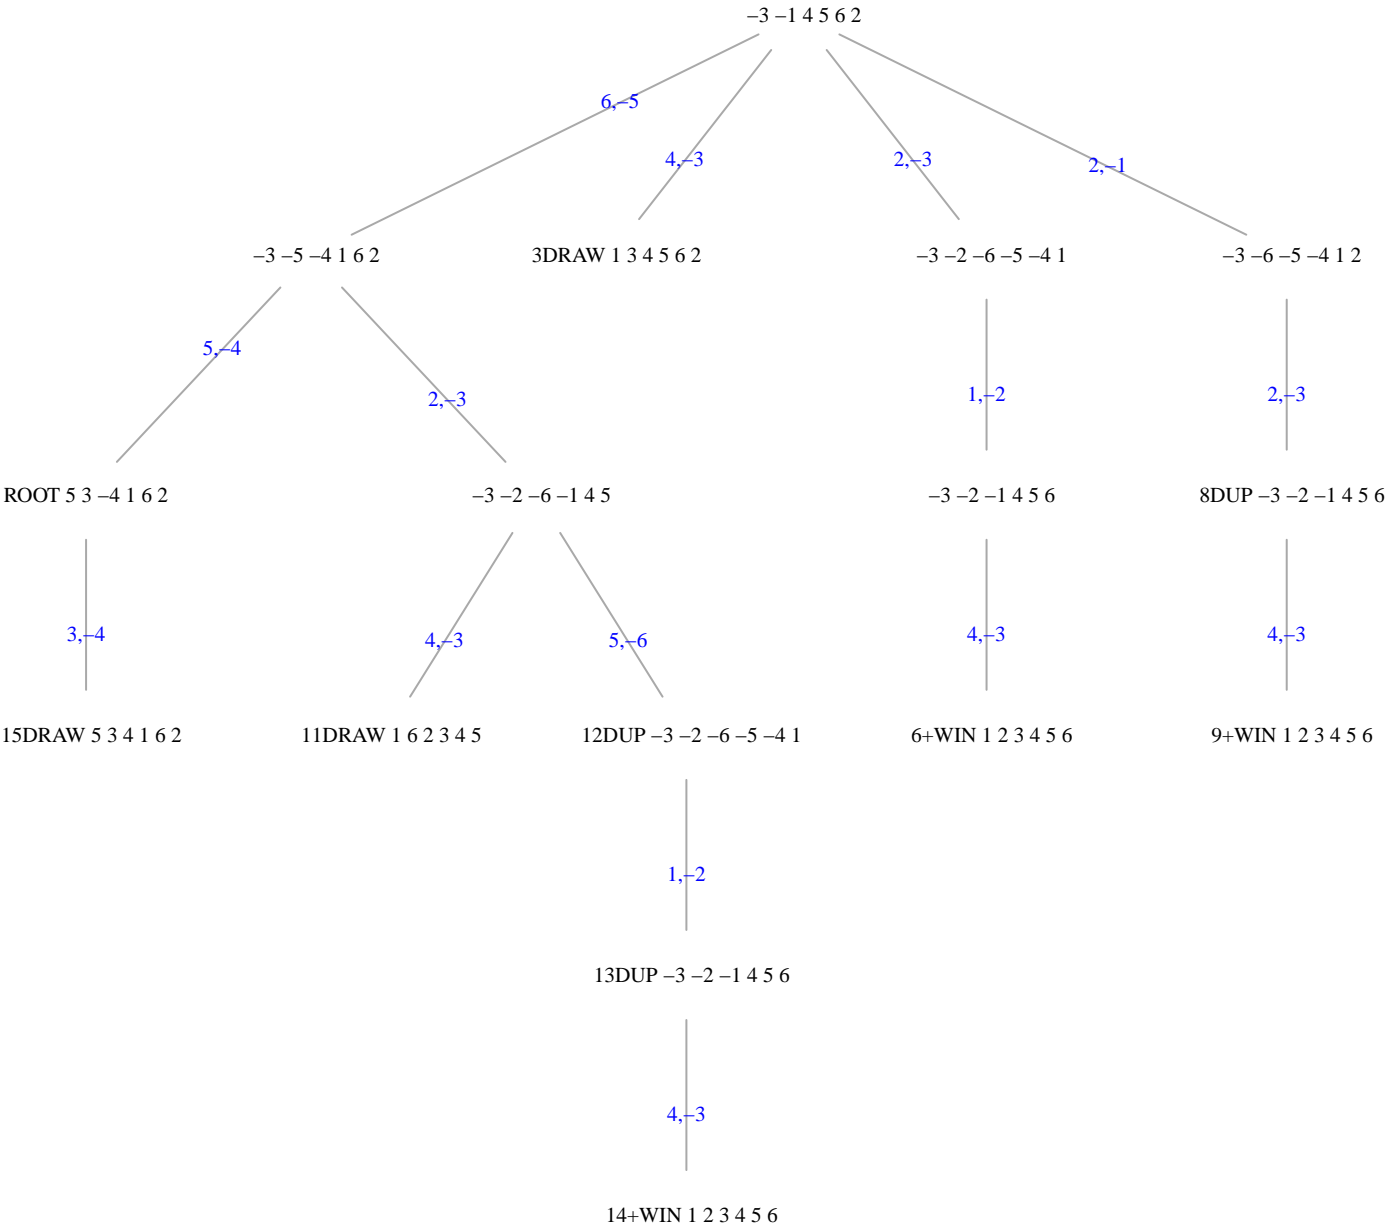 –3 –1 4 5 6 2
6,–5
4,–3
2,–3
2,–1
–3 –5 –4 1 6 2
3DRAW 1 3 4 5 6 2
–3 –2 –6 –5 –4 1
–3 –6 –5 –4 1 2
5,–4
2,–3
1,–2
2,–3
ROOT 5 3 –4 1 6 2
–3 –2 –6 –1 4 5
–3 –2 –1 4 5 6
8DUP –3 –2 –1 4 5 6
3,–4
4,–3
5,–6
4,–3
4,–3
15DRAW 5 3 4 1 6 2
11DRAW 1 6 2 3 4 5
12DUP –3 –2 –6 –5 –4 1
6+WIN 1 2 3 4 5 6
9+WIN 1 2 3 4 5 6
1,–2
13DUP –3 –2 –1 4 5 6
4,–3
14+WIN 1 2 3 4 5 6